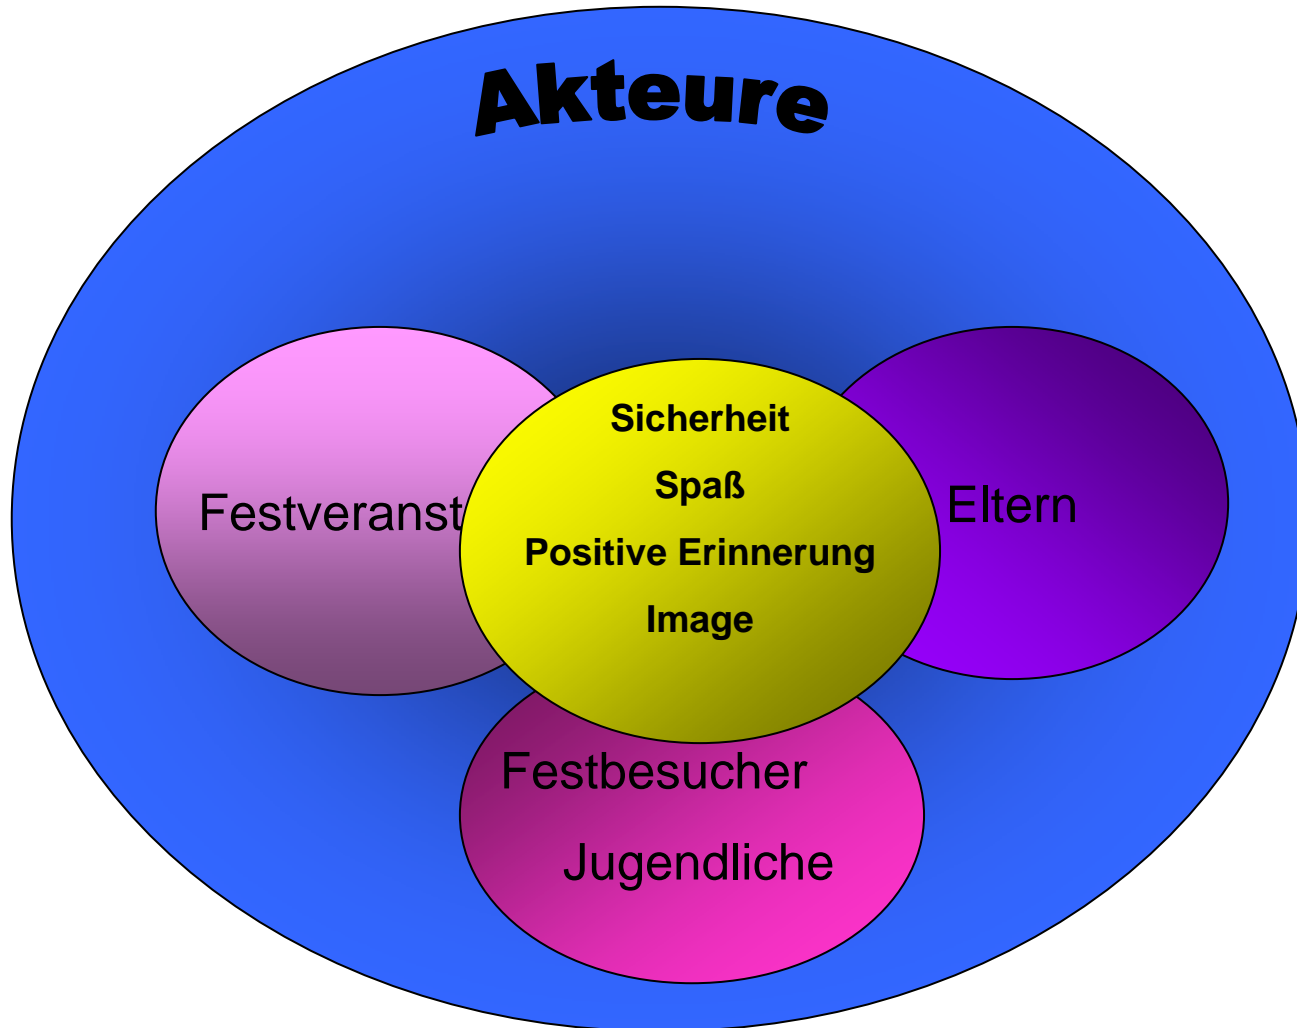 Akteure
Sicherheit
Spaß
Positive Erinnerung
Image
Festveranst
Eltern
Festbesucher
Jugendliche